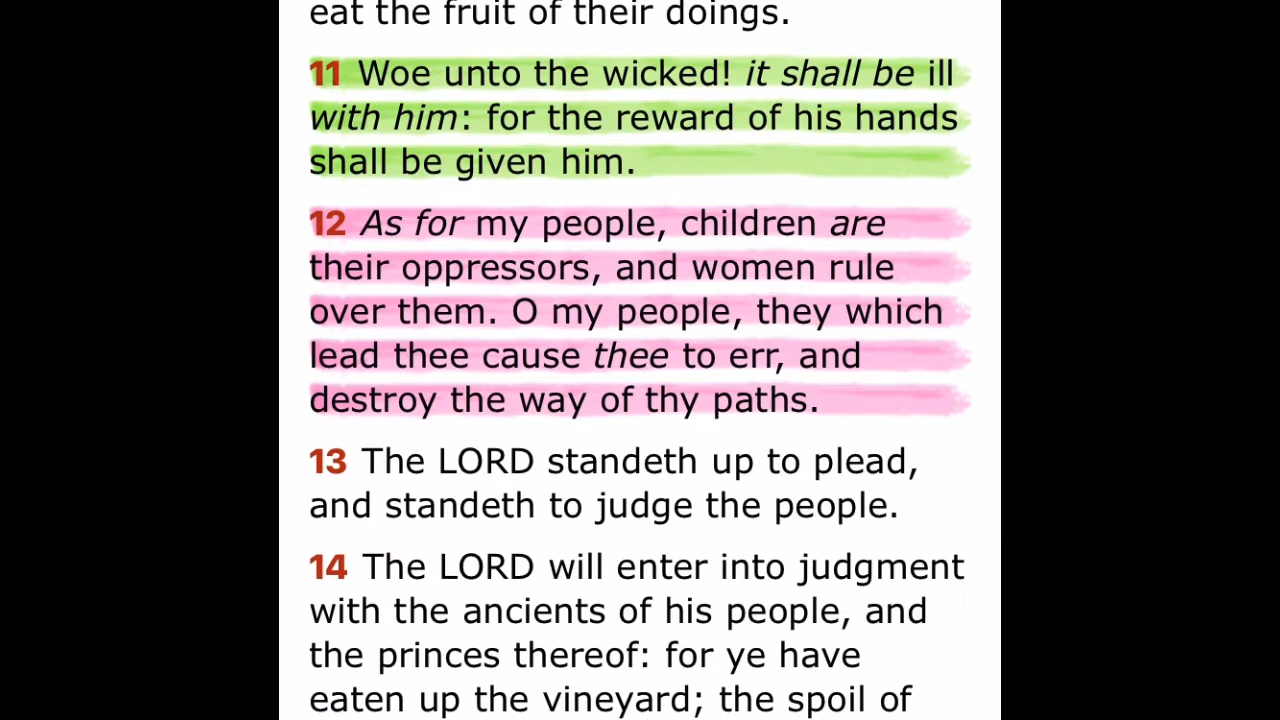 eat the fruit of their doings.
11 Woe unto the wicked! it shall be ill
with him: for the reward of his hands
shall be given him.
12 As for my people, children are
their oppressors, and women rule
over them. O my people, they which
lead thee cause thee to err, and
destroy the way of thy paths.
13 The LORD standeth up to plead,
and standeth to judge the people.
14 The LORD will enter into judgment
with the ancients of his people, and
the princes thereof: for ye have
eaten up the vineyard; the spoil of